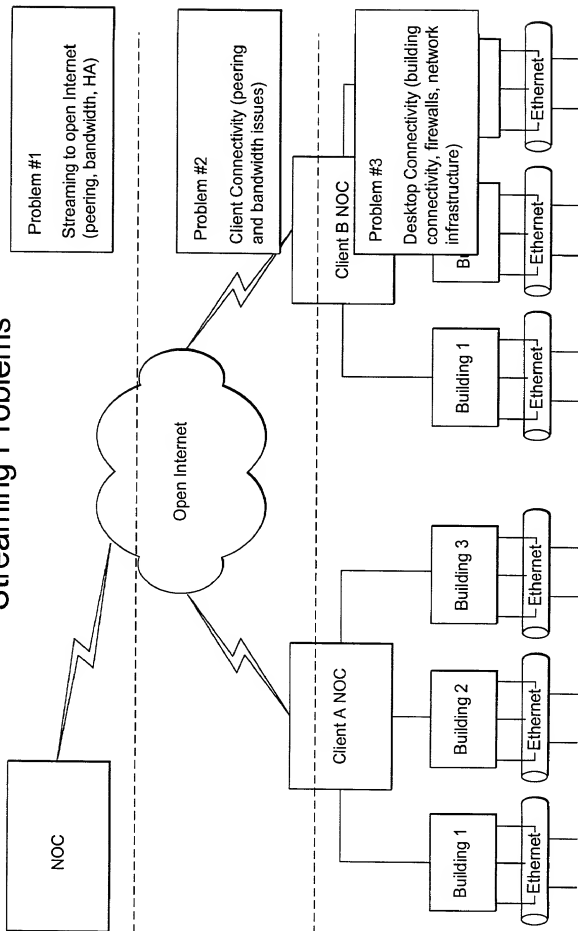 Streaming Problems
NOC
Problem #1
Streaming to open Internet
(peering, bandwidth, HA)
Open Internet
Problem #2
Client Connectivity (peering
and bandwidth issues)
Client A NOC
Client B NOC
Problem #3
Desktop Connectivity (building
connectivity, firewalls, network
infrastructure)
Building 1
Building 2
Building 3
Building 1
Bu
Ethernet
Ethernet
Ethernet
Ethernet
Ethernet
Ethernet